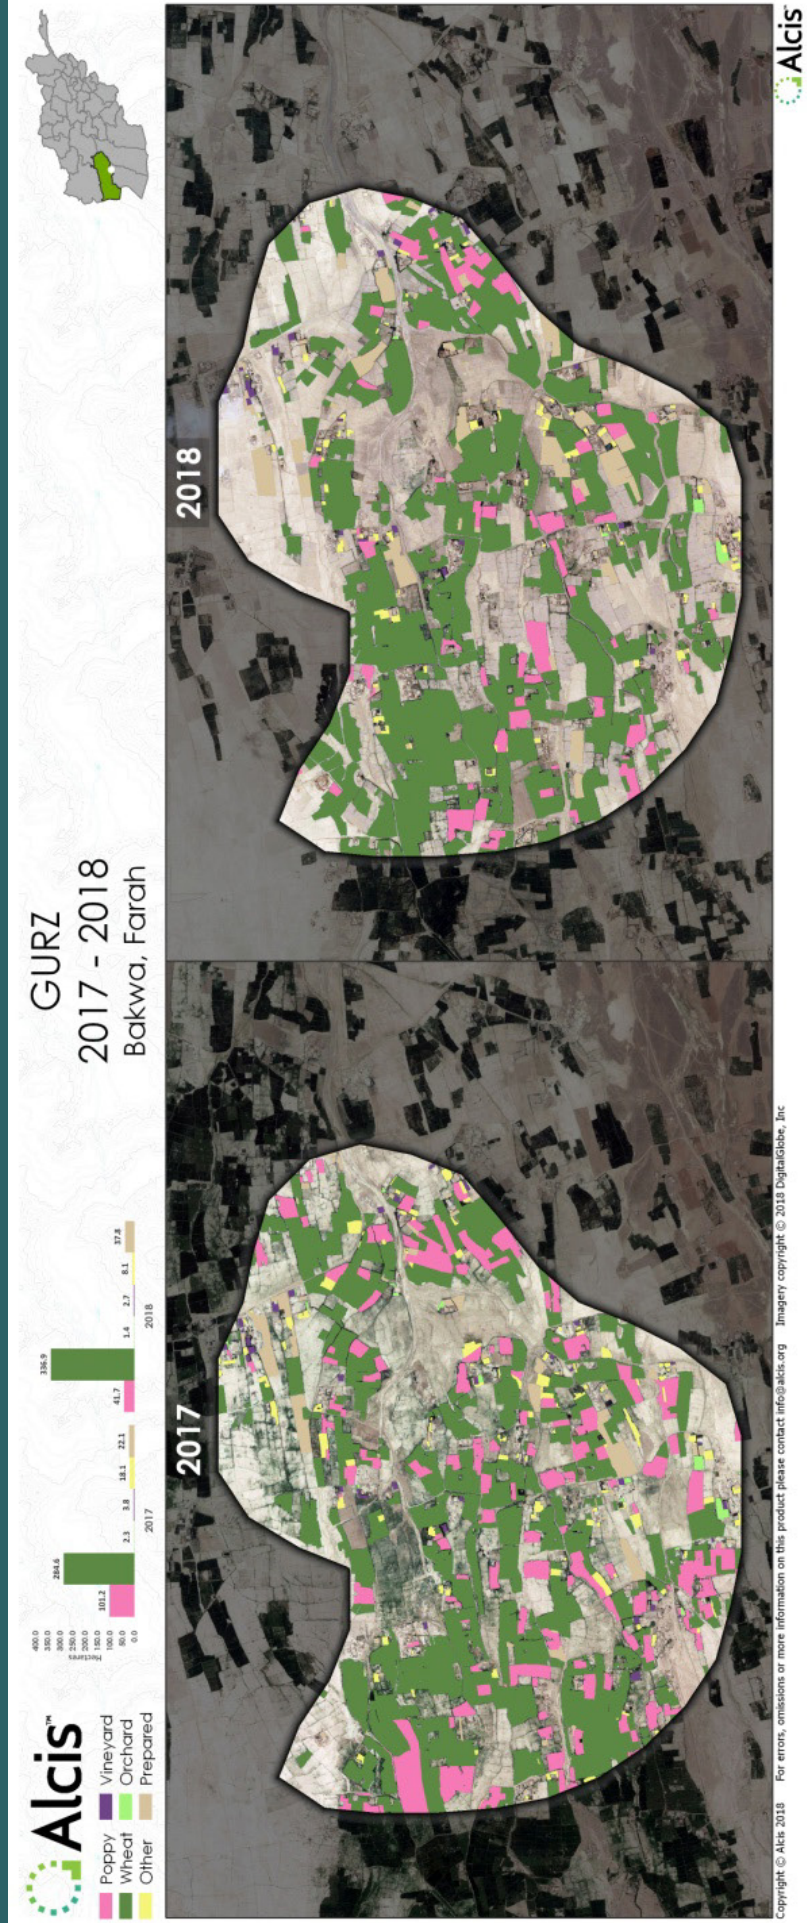 Alcis™
Poppy
Vineyard
Wheat
Orchard
Other
Prepared
400.0
350.0
300.0
250.0
200.0
150.0
100.0
50.0
0.0
Hectares
101.2
284.6
2.3
3.8
18.1
22.1
2017
41.7
336.9
1.4
2.7
8.1
37.8
2018
GURZ
2017 - 2018
Bakwa, Farah
2017
2018
Copyright © Alcis 2018 For errors, omissions or more information on this product please contact info@alcis.org Imagery copyright © 2018 DigitalGlobe, Inc
Alcis™